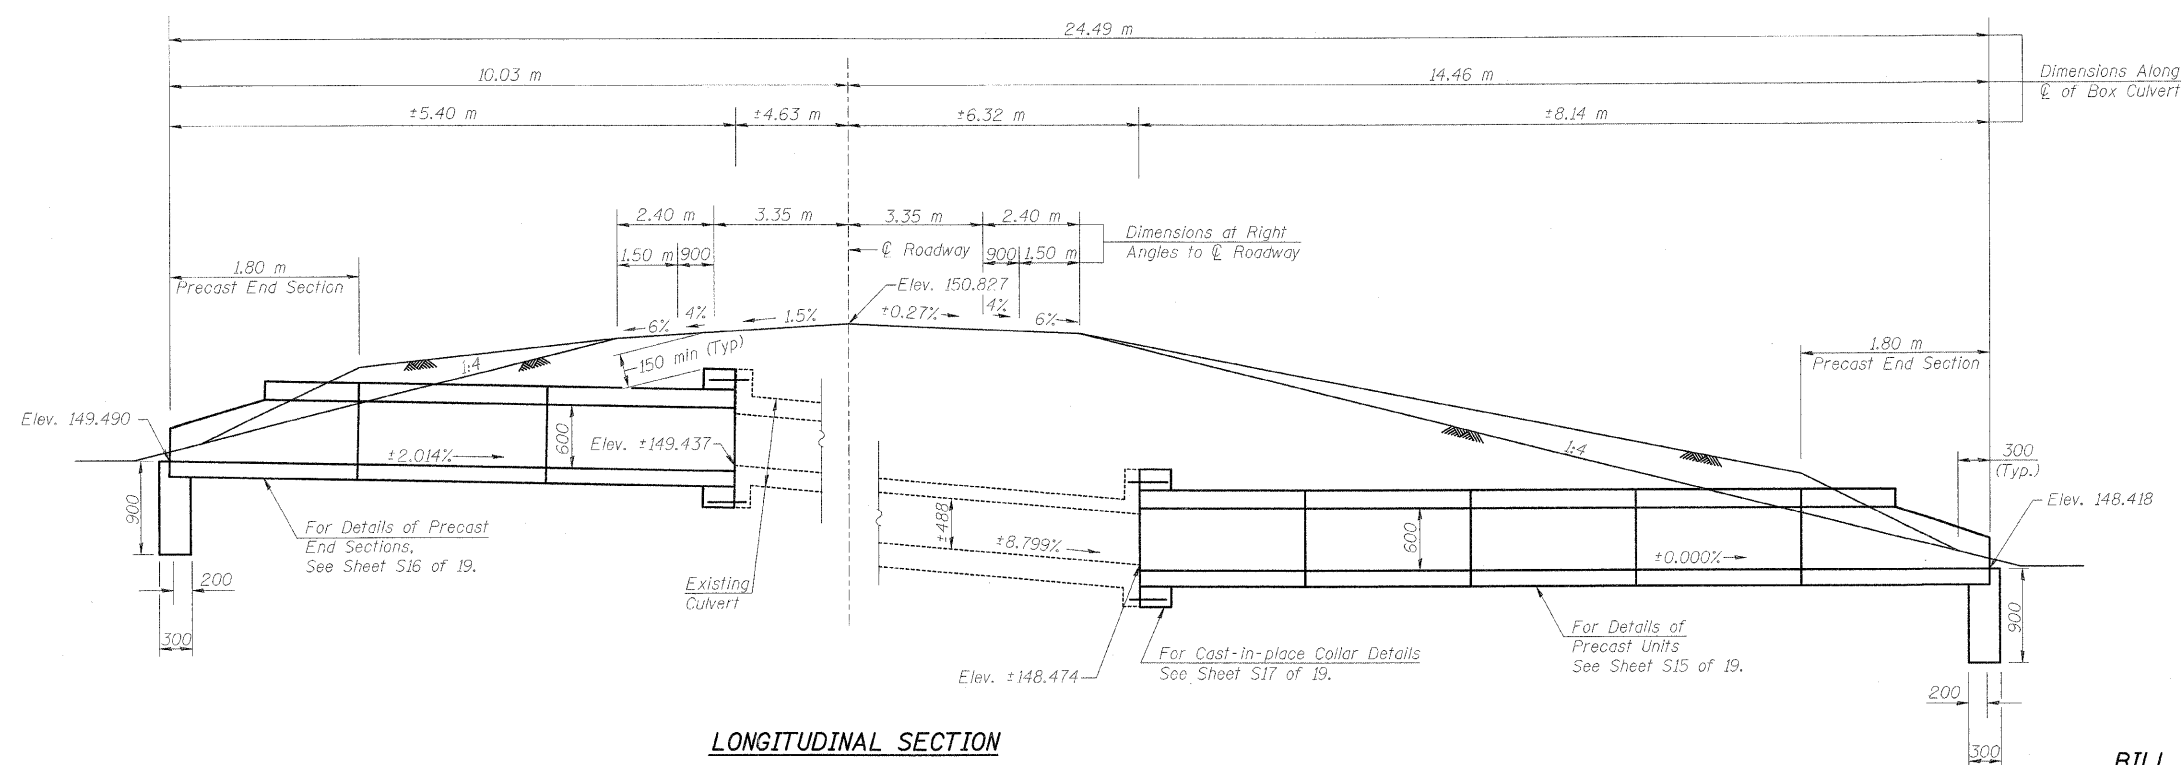 24.49 m
10.03 m
14.46 m
Dimensions Along
℄ of Box Culvert
±5.40 m
±4.63 m
±6.32 m
±8.14 m
2.40 m
3.35 m
3.35 m
2.40 m
Dimensions at Right
Angles to ℄ Roadway
1.50 m
900
℄ Roadway
900
1.50 m
1.80 m
Precast End Section
Elev. 150.827
6%
4%
1.5%
±0.27%
4%
6%
150 min (Typ)
1:4
1.80 m
Precast End Section
Elev. 149.490
600
Elev. ±149.437
±2.014%
1:4
300
(Typ.)
Elev. 148.418
900
For Details of Precast
End Sections,
See Sheet S16 of 19.
200
300
Existing
Culvert
±488
±8.799%
600
±0.000%
900
For Details of
Precast Units
See Sheet S15 of 19.
For Cast-in-place Collar Details
See Sheet S17 of 19.
Elev. ±148.474
200
300
LONGITUDINAL SECTION
BILL